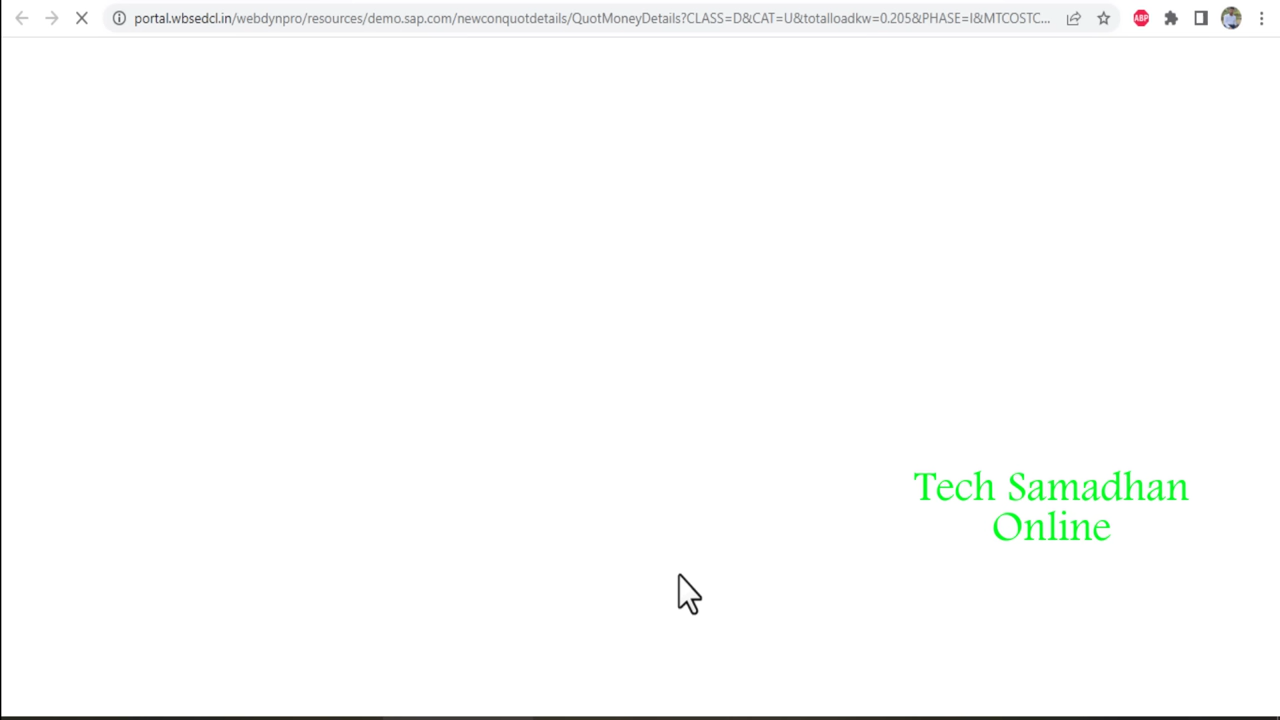 portal.wbsedcl.in/webdynpro/resources/demo.sap.com/newconquotdetails/QuotMoneyDetails?CLASS=D&CAT=U&totalloadkw=0.205&PHASE=I&MTCOSTC...
ABP
Tech Samadhan
Online